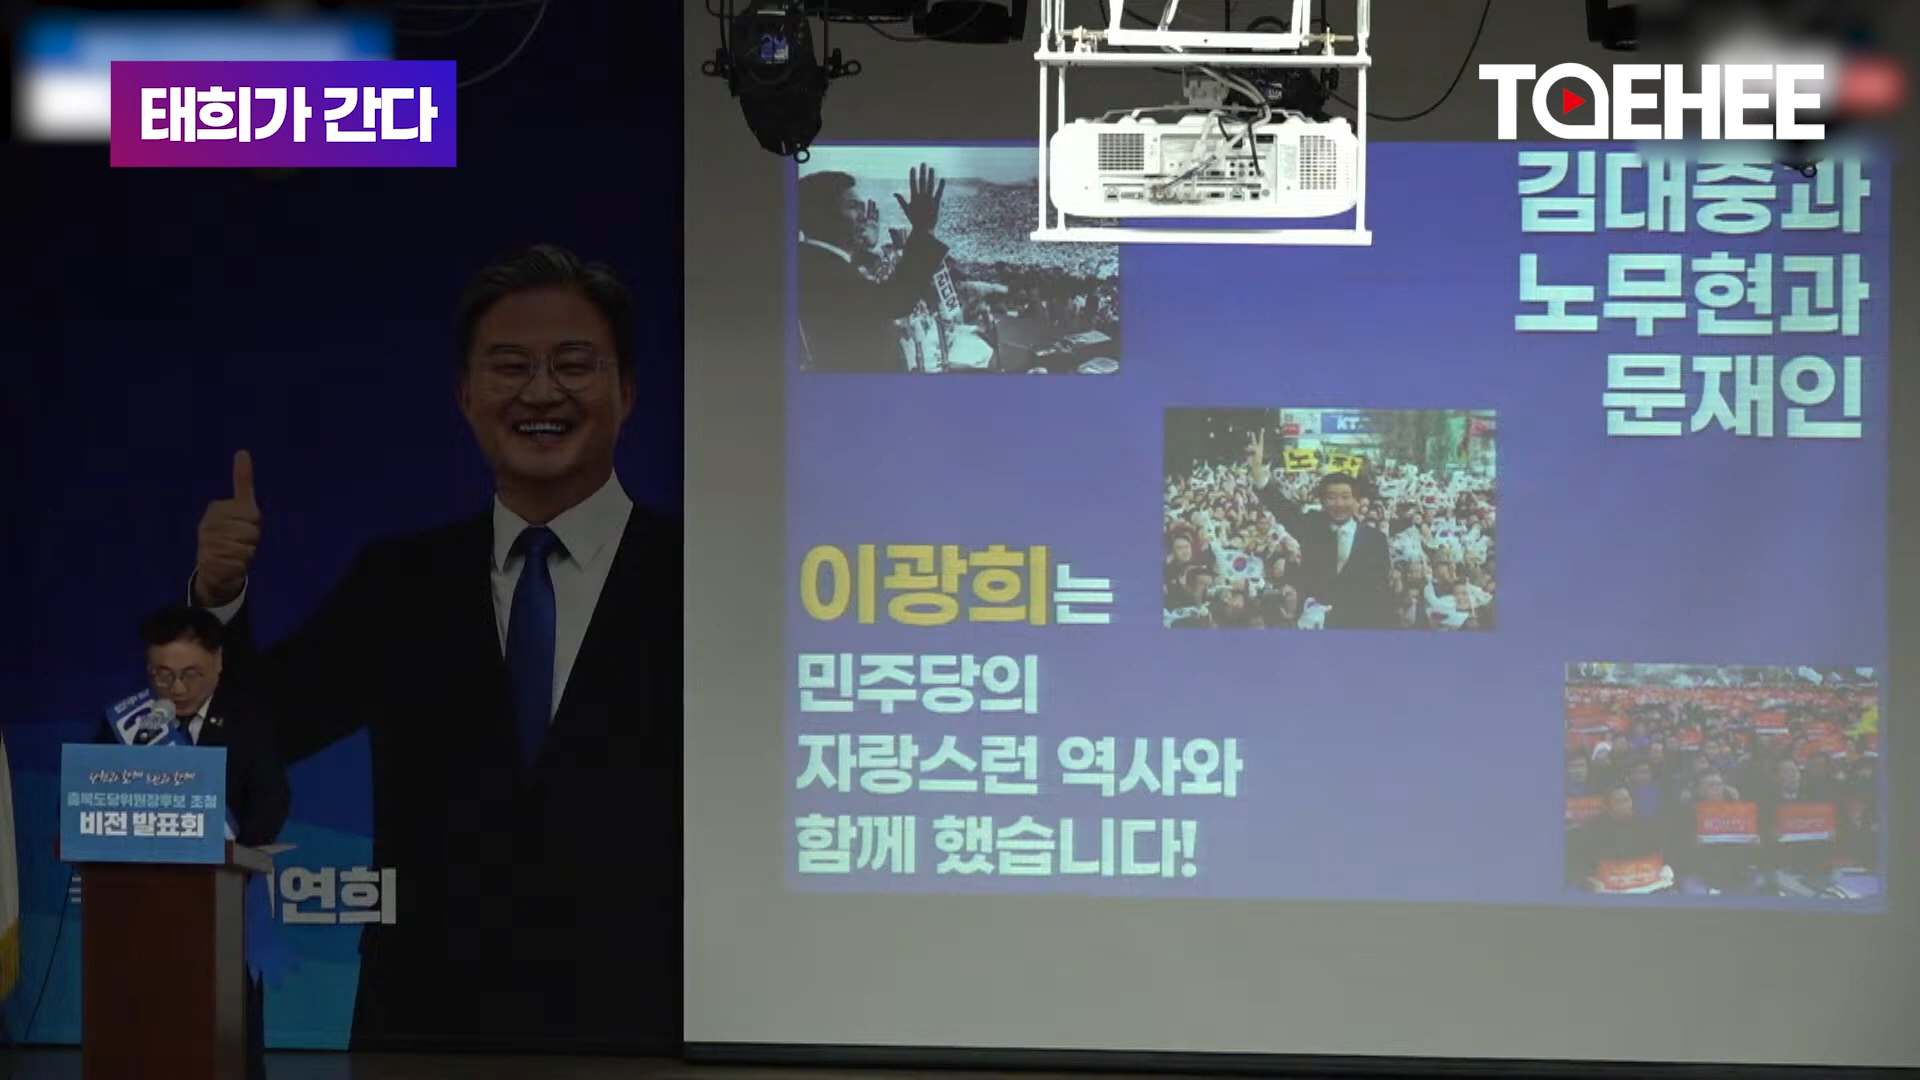 태희가 간다
TAEHEE
김대중과
노무현과
문재인
이광희는
민주당의
자랑스런 역사와
함께 했습니다!
충북도당위원장후보 초청
비전 발표회
연희